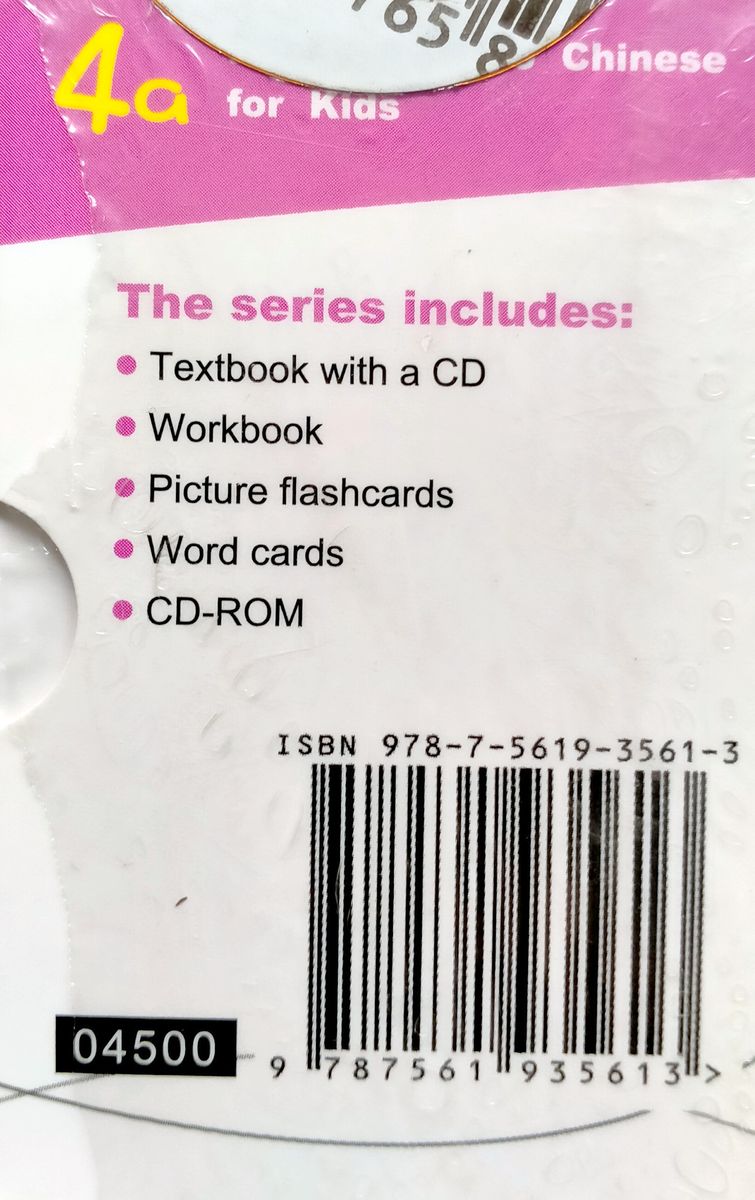 Chinese
4a for Kids
The series includes:
Textbook with a CD
Workbook
Picture flashcards
Word cards
CD-ROM
ISBN 978-7-5619-3561-3
04500
9 787561 935613 >